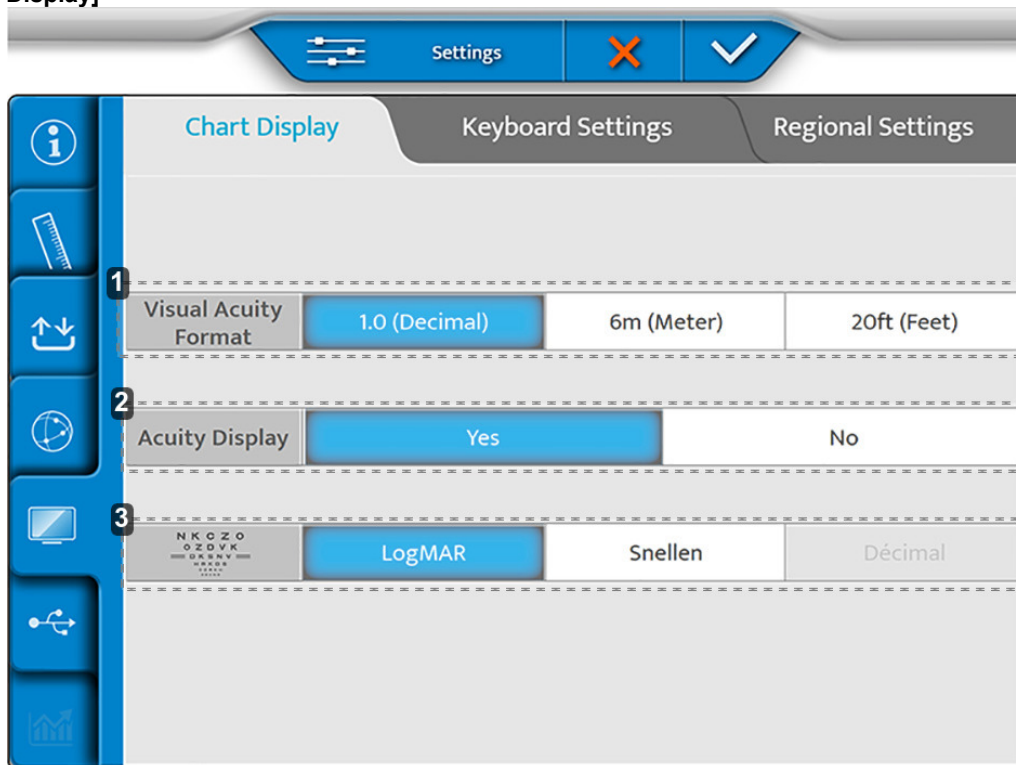 Display]
Settings
Chart Display Keyboard Settings Regional Settings
1
Visual Acuity Format 1.0 (Decimal) 6m (Meter) 20ft (Feet)
2
Acuity Display Yes No
3
N K C Z O
O Z D V K
D K S N V
LogMAR Snellen Décimal